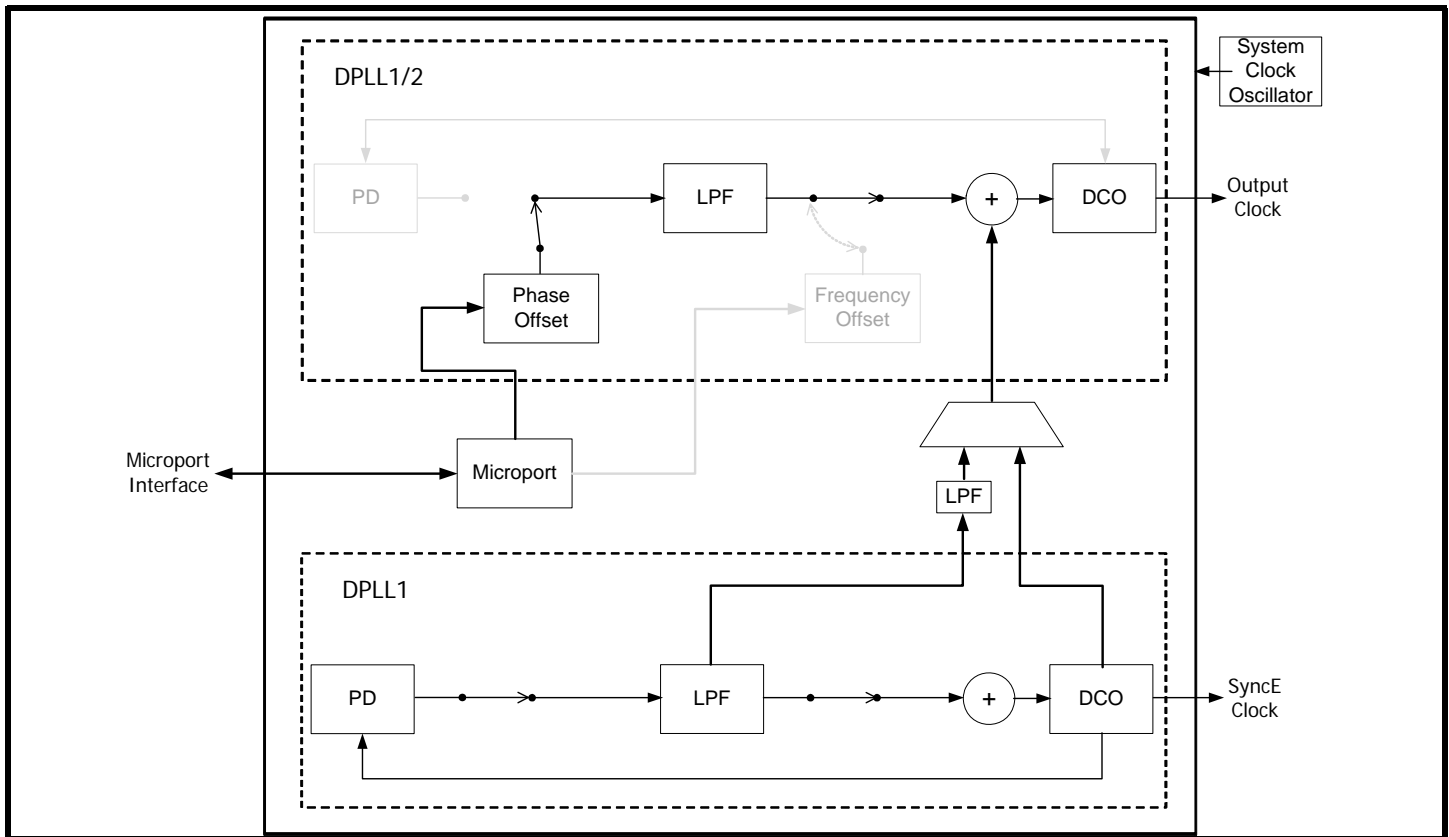 System
Clock
Oscillator
DPLL1/2
PD
LPF
+
DCO
Output
Clock
Phase
Offset
Frequency
Offset
Microport
Interface
Microport
LPF
DPLL1
PD
LPF
+
DCO
SyncE
Clock